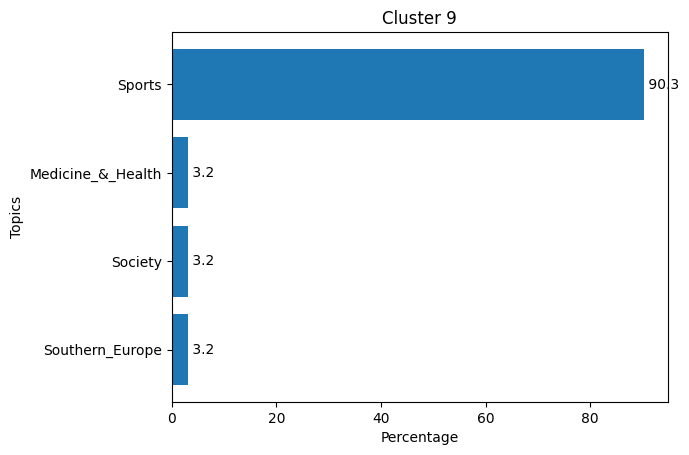 Cluster 9
Sports 90.3
Medicine_&_Health 3.2
Society 3.2
Southern_Europe 3.2
Topics
0 20 40 60 80
Percentage